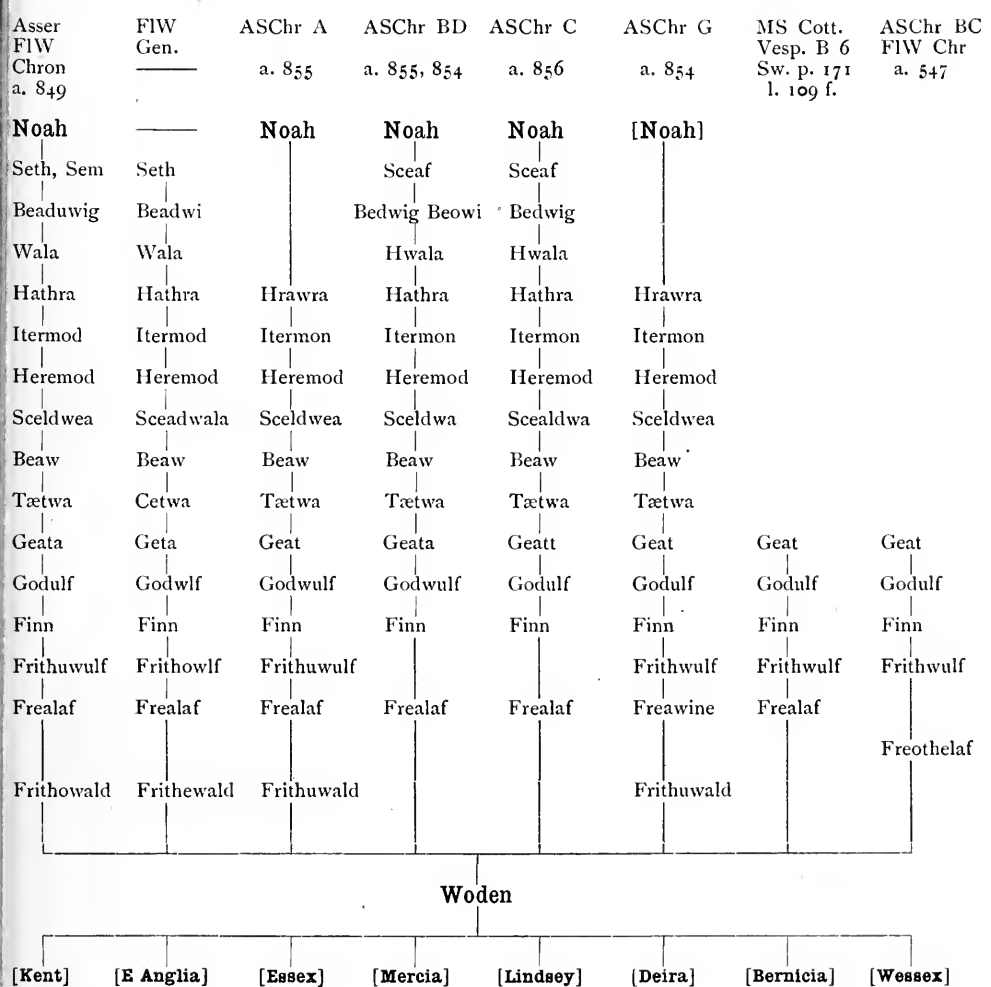 Asser FlW ASChr A ASChr BD ASChr C ASChr G MS Cott. ASChr BC
FlW Gen. Vesp. B 6 FlW Chr
Chron a. 855 a. 855, 854 a. 856 a. 854 Sw. p. 171 a. 547
a. 849 l. 109 f.
Noah Noah Noah Noah [Noah]
Seth, Sem Seth Sceaf Sceaf
Beaduwig Beadwi Bedwig Beowi Bedwig
Wala Wala Hwala Hwala
Hathra Hathra Hrawra Hathra Hathra Hrawra
Itermod Itermod Itermon Itermon Itermon Itermon
Heremod Heremod Heremod Heremod Heremod Heremod
Sceldwea Sceadwala Sceldwea Sceldwa Scealdwa Sceldwea
Beaw Beaw Beaw Beaw Beaw Beaw
Tætwa Cetwa Tætwa Tætwa Tætwa Tætwa
Geata Geta Geat Geata Geatt Geat Geat Geat
Godulf Godwlf Godwulf Godwulf Godulf Godulf Godulf Godulf
Finn Finn Finn Finn Finn Finn Finn Finn
Frithuwulf Frithowlf Frithuwulf Frithwulf Frithwulf Frithwulf
Frealaf Frealaf Frealaf Frealaf Frealaf Freawine Frealaf
Freothelaf
Frithowald Frithewald Frithuwald Frithuwald
Woden
[Kent] [E Anglia] [Essex] [Mercia] [Lindsey] [Deira] [Bernicia] [Wessex]